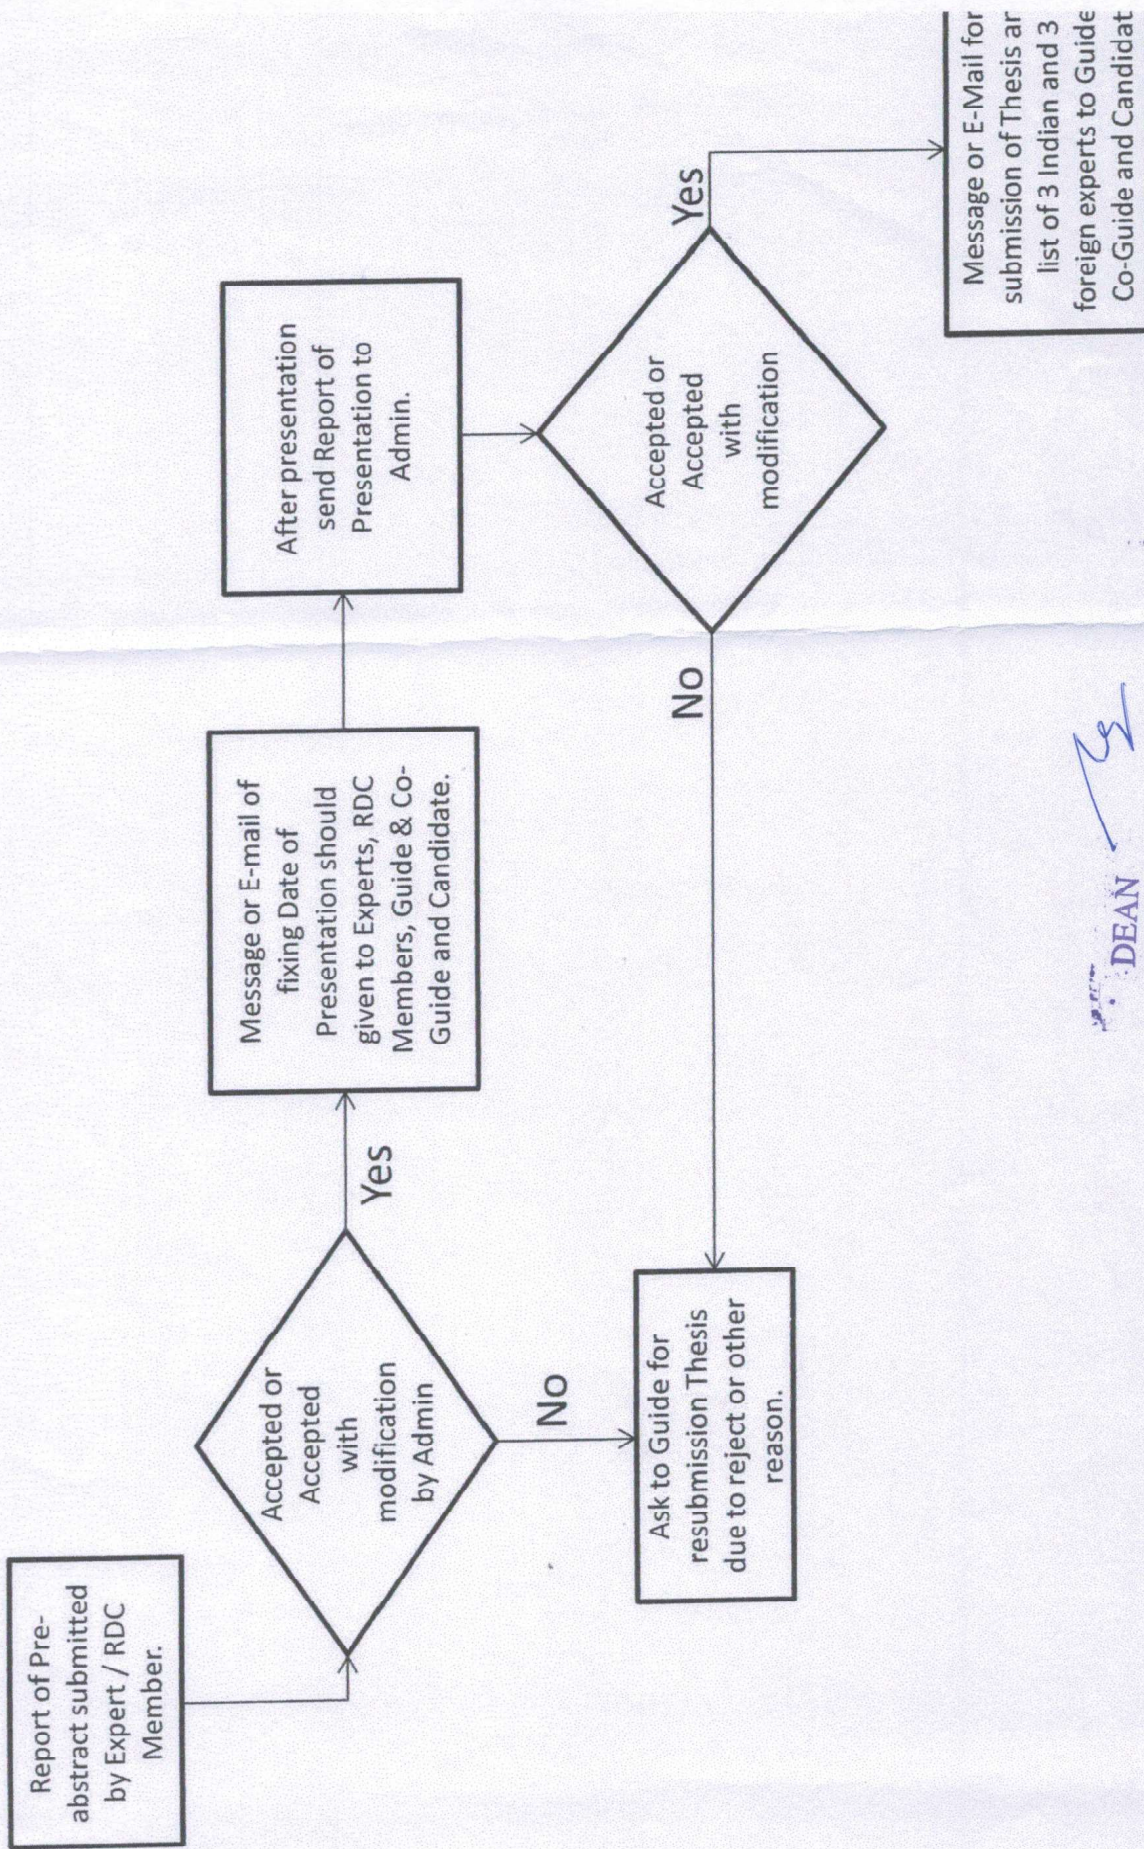 Report of Pre-
abstract submitted
by Expert / RDC
Member.
Accepted or
Accepted
with
modification
by Admin
Yes
No
Message or E-mail of
fixing Date of
Presentation should
given to Experts, RDC
Members, Guide & Co-
Guide and Candidate.
After presentation
send Report of
Presentation to
Admin.
Ask to Guide for
resubmission Thesis
due to reject or other
reason.
Accepted or
Accepted
with
modification
No
Yes
Message or E-Mail for
submission of Thesis
list of 3 Indian and 3
foreign experts to Guide
Co-Guide and
DEAN